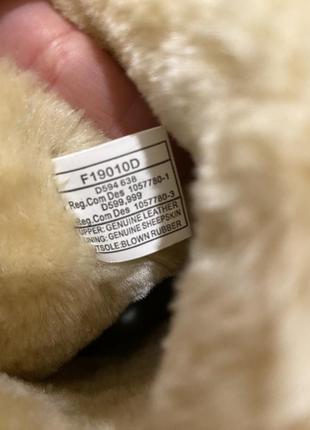 F19010D
D594 638
Reg.Com Des 1057780-1
D599,999
Reg.Com Des 1057780-3
UPPER: GENUINE LEATHER
LINING: GENUINE SHEEPSKIN
OUTSOLE:BLOWN RUBBER